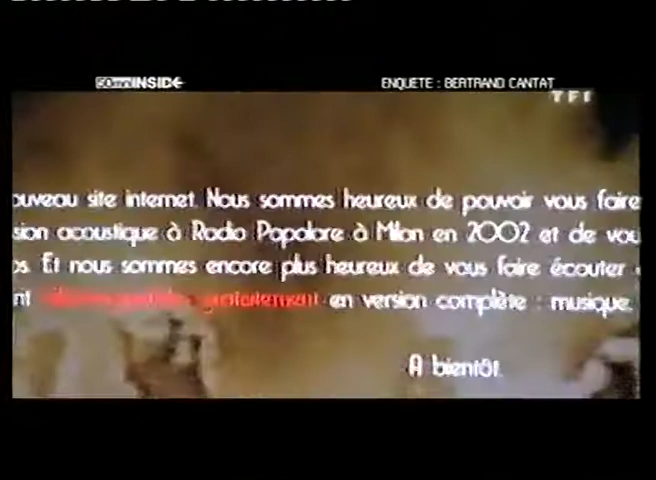 50mn INSIDE
ENQUETE : BERTRAND CANTAT
TF1
ouveau site internet. Nous sommes heureux de pouvoir vous faire
sion acoustique à Radio Popolare à Milan en 2002 et de vou
os. Et nous sommes encore plus heureux de vous faire écouter
nt gratuitement en version complète : musique,
A bientôt.